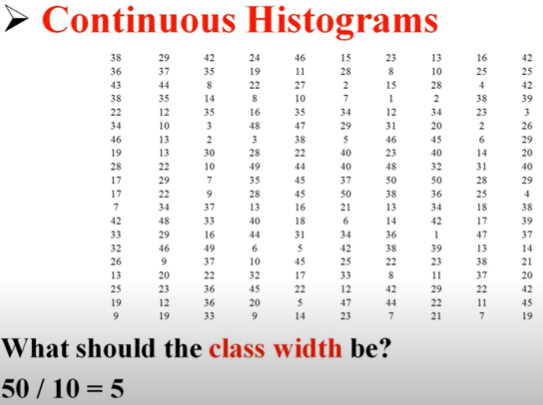 ➢ Continuous Histograms
38 29 42 24 46 15 23 13 16 42
36 37 35 19 11 28 8 10 25 25
43 44 8 22 27 2 15 28 4 42
38 35 14 8 10 7 1 2 38 39
22 12 35 16 35 34 12 34 23 3
34 10 3 48 47 29 31 20 2 26
46 13 2 3 38 5 46 45 6 29
19 13 30 28 22 40 23 40 14 20
28 22 10 49 44 40 48 32 31 40
17 29 7 35 45 37 50 50 28 29
17 22 9 28 45 50 38 36 25 4
7 34 37 13 16 21 13 34 18 38
42 48 33 40 18 6 14 42 17 39
33 29 16 44 31 34 36 1 47 37
32 46 49 6 5 42 38 39 13 14
26 9 37 10 45 25 22 23 38 21
13 20 22 32 17 33 8 11 37 20
25 23 36 45 22 12 42 29 22 42
19 12 36 20 5 47 44 22 11 45
9 19 33 9 14 23 7 21 7 19
What should the class width be?
50 / 10 = 5